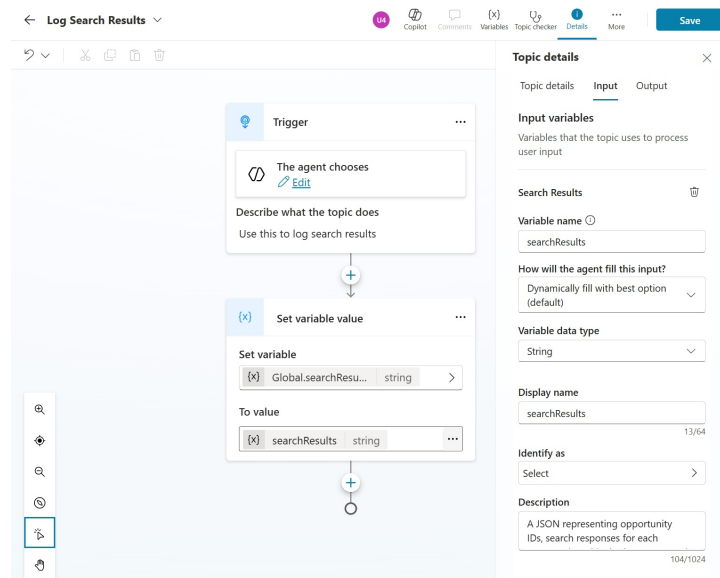 Log Search Results
U4
Copilot
Comments
{x}
Variables
Topic checker
Details
More
Save
Trigger
The agent chooses
Edit
Describe what the topic does
Use this to log search results
{x}
Set variable value
Set variable
{x} Global.searchResu... string
To value
{x} searchResults string
Topic details
Topic details Input Output
Input variables
Variables that the topic uses to process
user input
Search Results
Variable name
searchResults
How will the agent fill this input?
Dynamically fill with best option
(default)
Variable data type
String
Display name
searchResults
13/64
Identify as
Select
Description
A JSON representing opportunity
IDs, search responses for each
104/1024